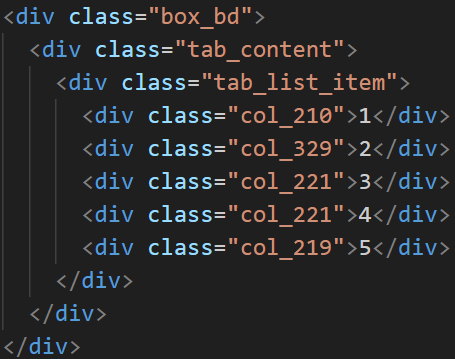 <div class="box_bd">
<div class="tab_content">
<div class="tab_list_item">
<div class="col_210">1</div>
<div class="col_329">2</div>
<div class="col_221">3</div>
<div class="col_221">4</div>
<div class="col_219">5</div>
</div>
</div>
</div>